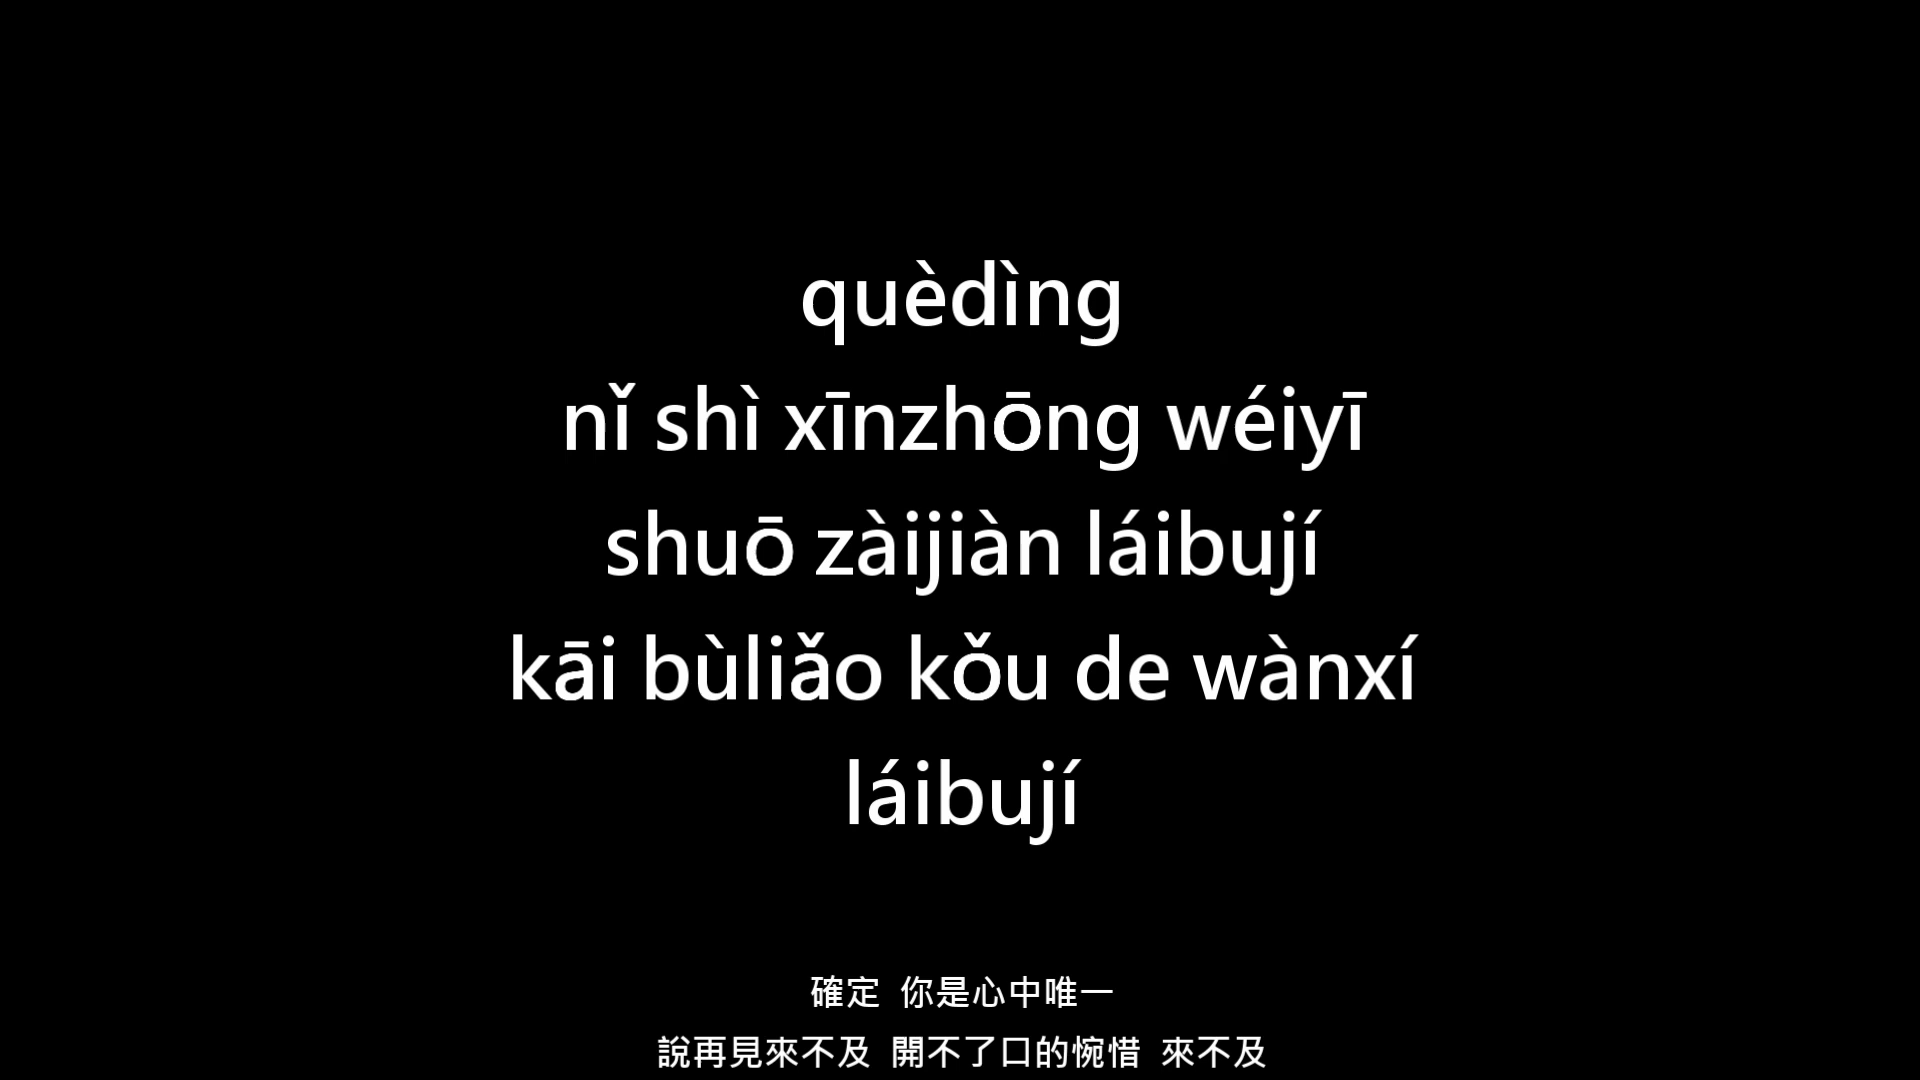 quèdìng
nǐ shì xīnzhōng wéiyī
shuō zàijiàn láibují
kāi bùliǎo kǒu de wànxí
láibují
確定 你是心中唯一
說再見來不及 開不了口的惋惜 來不及